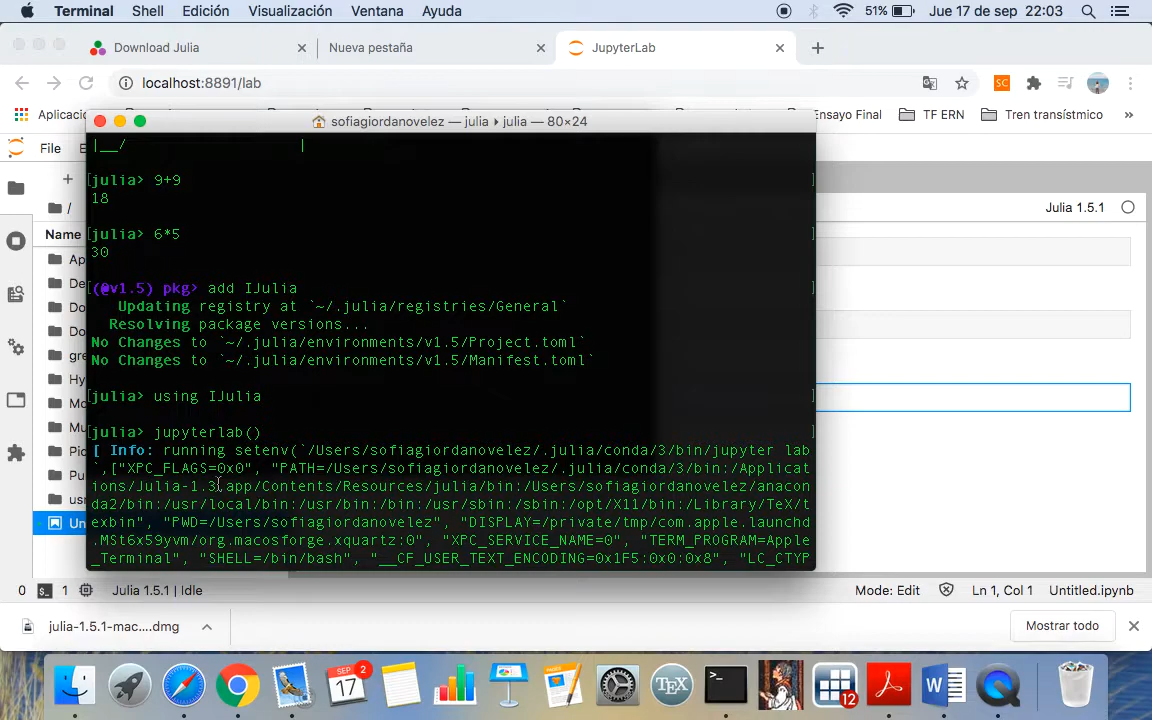 Terminal Shell Edición Visualización Ventana Ayuda 51% Jue 17 de sep 22:03
Download Julia Nueva pestaña JupyterLab
localhost:8891/lab
SC
Aplicacio Ensayo Final TF ERN Tren transístmico »
sofiagiordanovelez — julia ▸ julia — 80×24
File E
|__/ |
[julia> 9+9 ]
18
/
Julia 1.5.1
[julia> 6*5 ]
Name
30
Ap
De
[(@v1.5) pkg> add IJulia ]
Do
Updating registry at `~/.julia/registries/General`
Resolving package versions...
Do
No Changes to `~/.julia/environments/v1.5/Project.toml`
gre
No Changes to `~/.julia/environments/v1.5/Manifest.toml`
Hy
[julia> using IJulia ]
Mo
Mu
[julia> jupyterlab() ]
Pic
[ Info: running setenv(`/Users/sofiagiordanovelez/.julia/conda/3/bin/jupyter lab
`,["XPC_FLAGS=0x0", "PATH=/Users/sofiagiordanovelez/.julia/conda/3/bin:/Applicat
Pu
ions/Julia-1.3.app/Contents/Resources/julia/bin:/Users/sofiagiordanovelez/anacon
usr
da2/bin:/usr/local/bin:/usr/bin:/bin:/usr/sbin:/sbin:/opt/X11/bin:/Library/TeX/t
Un
exbin", "PWD=/Users/sofiagiordanovelez", "DISPLAY=/private/tmp/com.apple.launchd
.MSt6x59yvm/org.macosforge.xquartz:0", "XPC_SERVICE_NAME=0", "TERM_PROGRAM=Apple
_Terminal", "SHELL=/bin/bash", "__CF_USER_TEXT_ENCODING=0x1F5:0x0:0x8", "LC_CTYP
0 1 Julia 1.5.1 | Idle Mode: Edit Ln 1, Col 1 Untitled.ipynb
julia-1.5.1-mac....dmg Mostrar todo
SEP 17 2
TEX
12
W